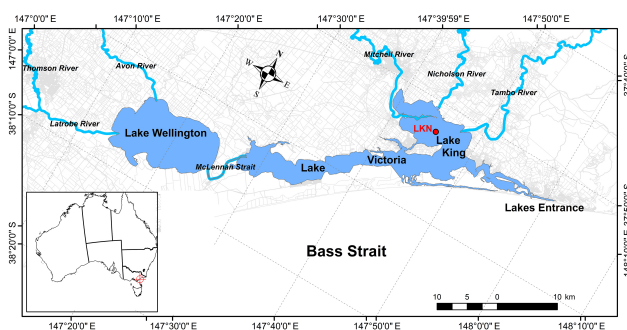 147°0'0" E
147°10'0"E
147°20'0"E
147°30'0"E
147°39'59"E
147°50'0"E
147°0'0" E
38°10'0"S
38°20'0"S
Thomson River
Avon River
Latrobe River
Lake Wellington
McLennan Strait
N
W
E
S
Mitchell River
Nicholson River
Tambo River
LKN
Lake
King
Victoria
Lake
Lakes Entrance
Bass Strait
10 5 0 10 km
147°20'0"E
147°30'0"E
147°40'0"E
147°50'0"E
148°0'0"E
148°10'0"E